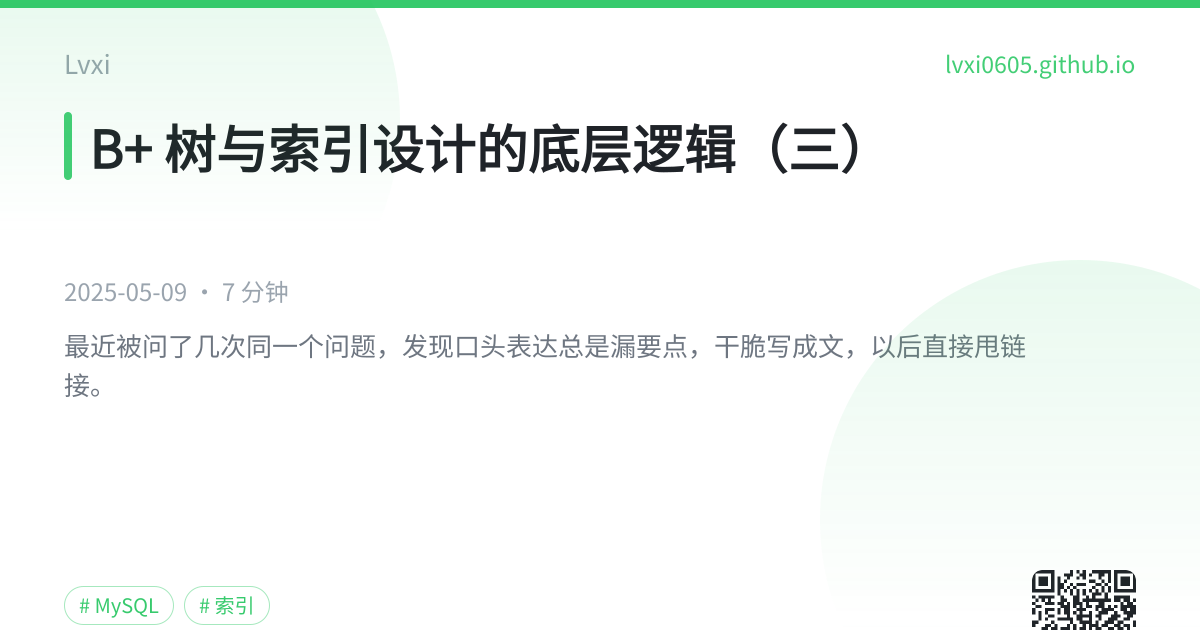 Lvxi
lvxi0605.github.io
B+ 树与索引设计的底层逻辑（三）
2025-05-09 · 7 分钟
最近被问了几次同一个问题，发现口头表达总是漏要点，干脆写成文，以后直接甩链
接。
# MySQL
# 索引